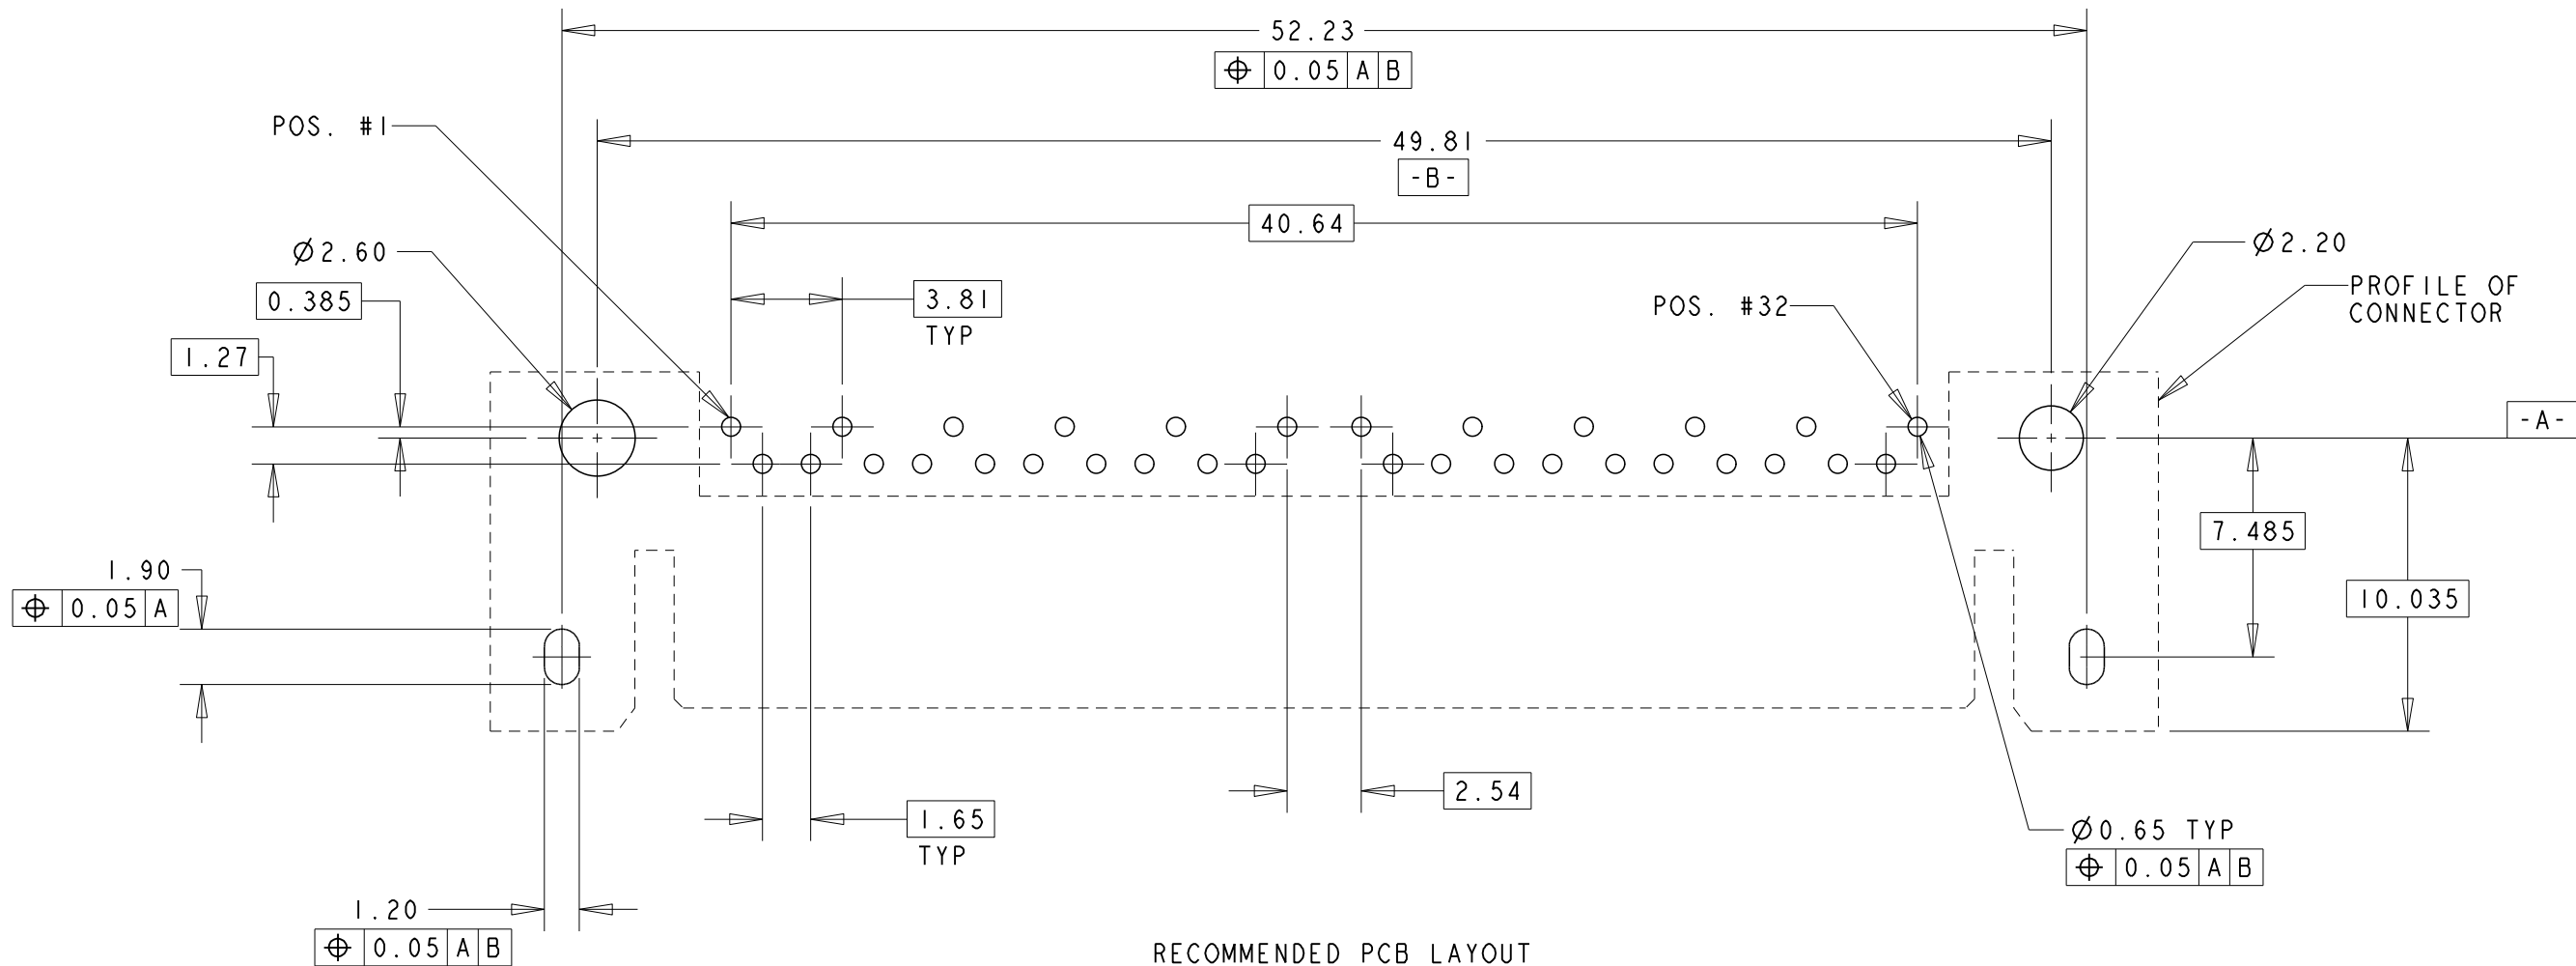 52.23
⌖ 0.05 A B
POS. #1
49.81
-B-
40.64
Ø2.60
Ø2.20
0.385
3.81
TYP
POS. #32
PROFILE OF
CONNECTOR
1.27
-A-
7.485
1.90
⌖ 0.05 A
10.035
2.54
1.65
TYP
Ø0.65 TYP
⌖ 0.05 A B
1.20
⌖ 0.05 A B
RECOMMENDED PCB LAYOUT